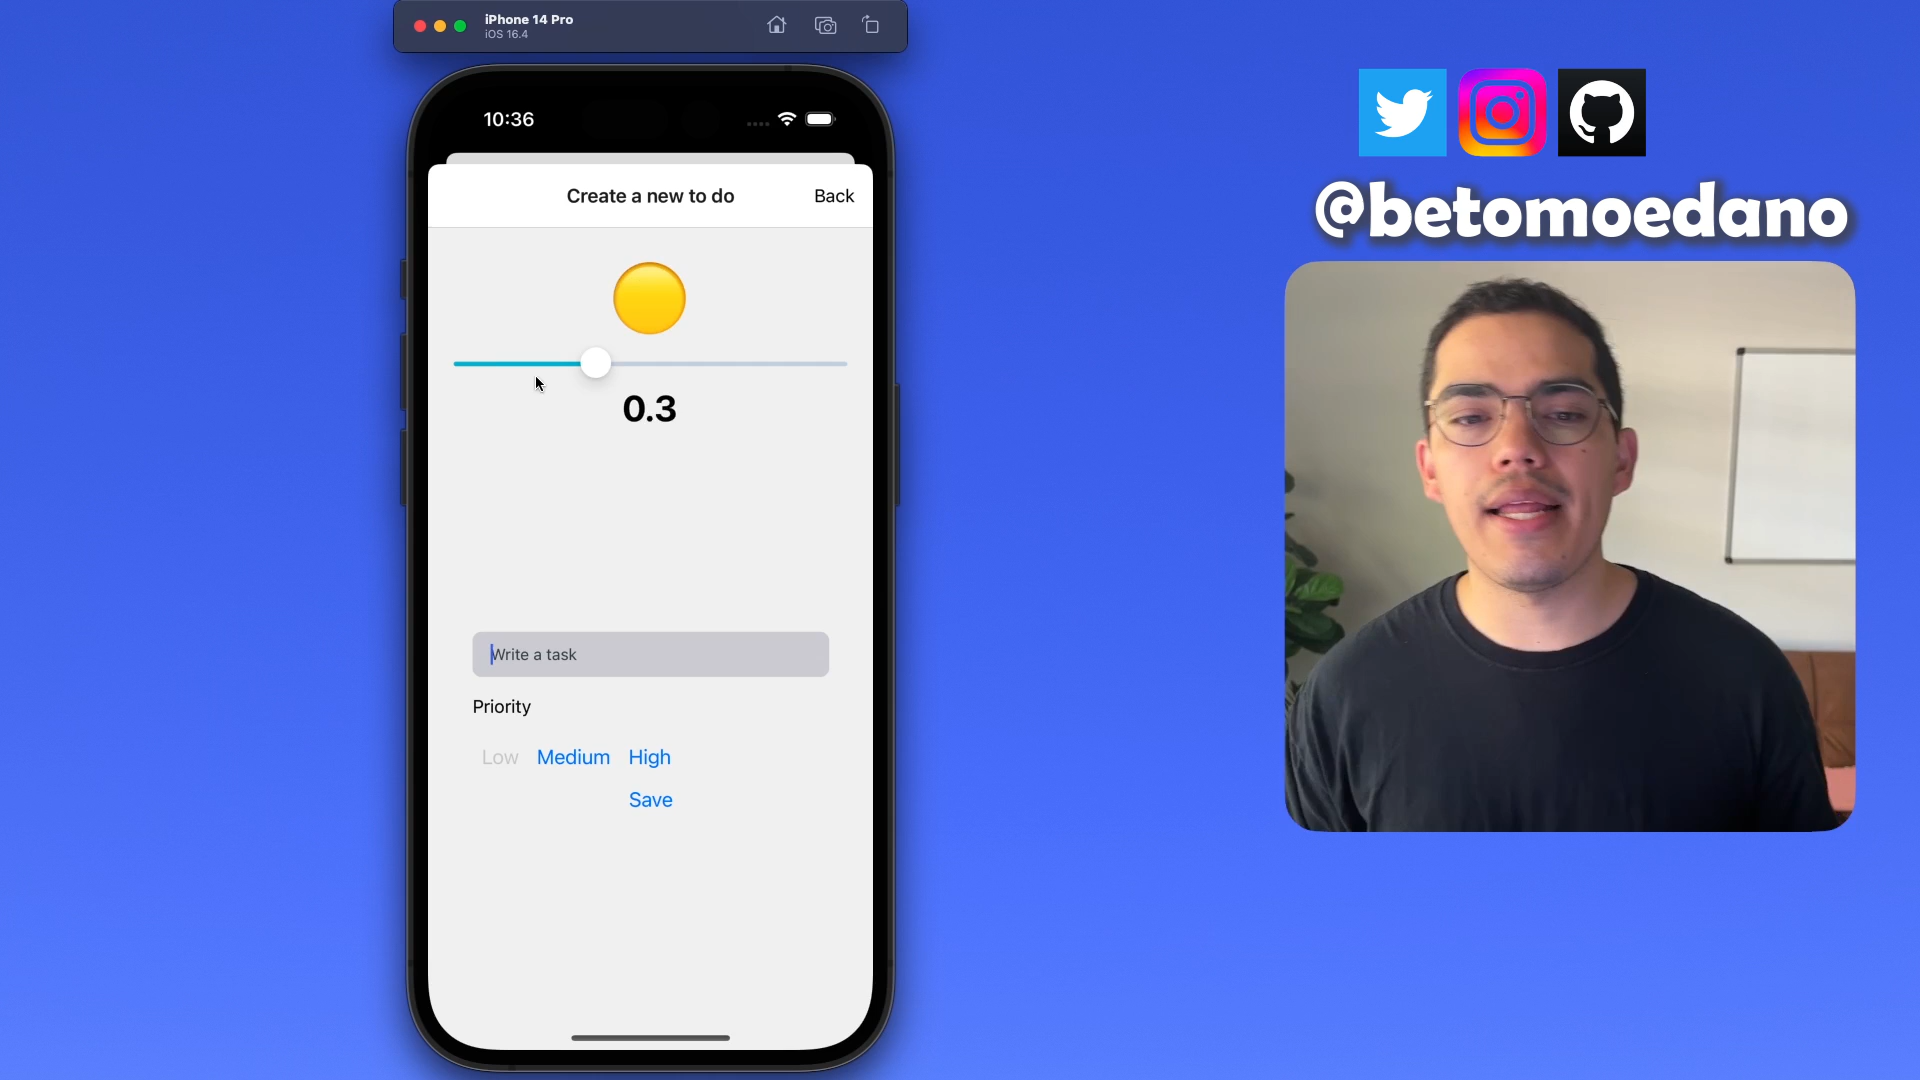 iPhone 14 Pro
iOS 16.4
10:36
Create a new to do
Back
0.3
Write a task
Priority
Low Medium High
Save
@betomoedano